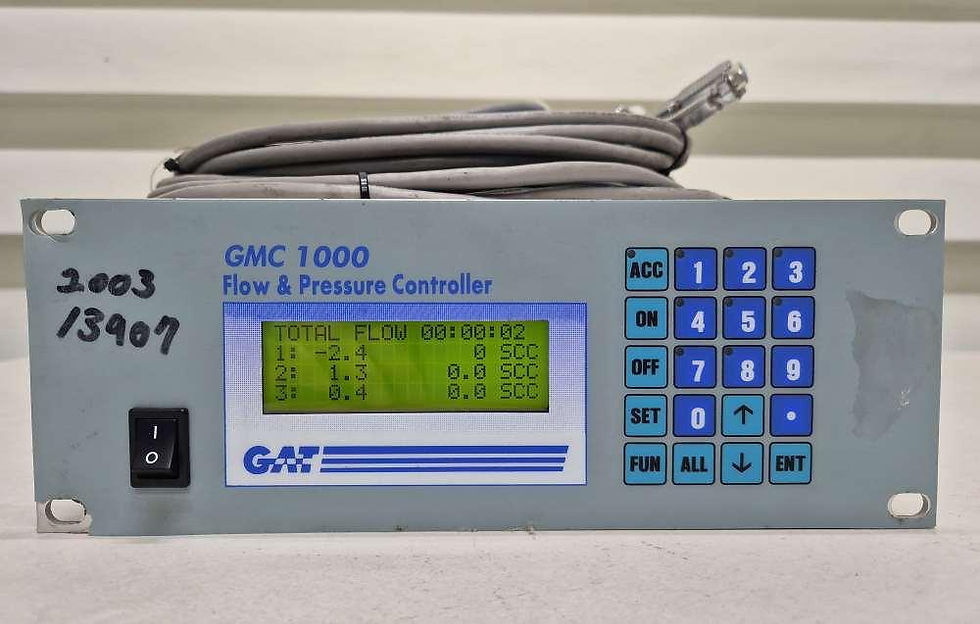 GMC 1000
Flow & Pressure Controller
2003
13907
TOTAL FLOW 00:00:02
1: -2.4 0 SCC
2: 1.3 0.0 SCC
3: 0.4 0.0 SCC
GAT
I
O
ACC 1 2 3
ON 4 5 6
OFF 7 8 9
SET 0 ↑ •
FUN ALL ↓ ENT